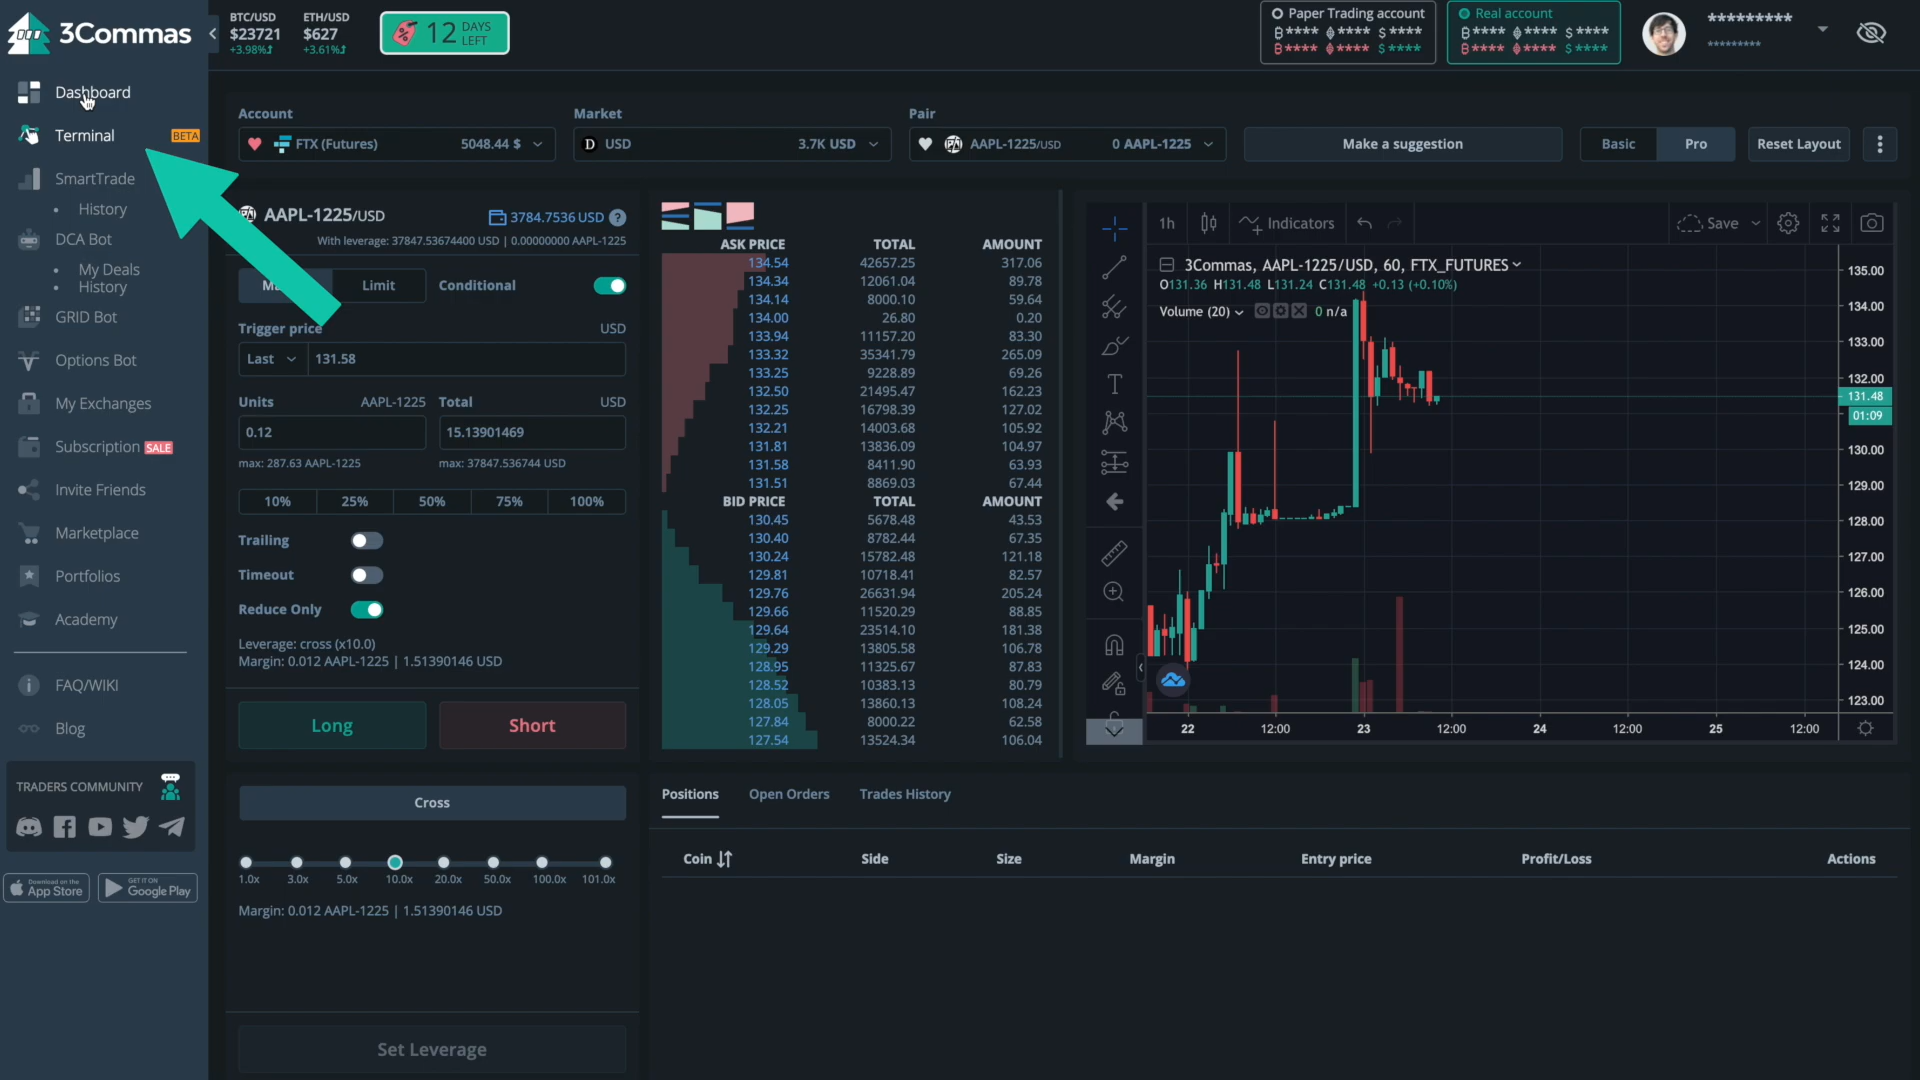 3Commas
BTC/USD
$23721
+3.98%
ETH/USD
$627
+3.61%
12 DAYS LEFT
Paper Trading account
**** **** $ ****
**** **** $ ****
Real account
**** **** $ ****
**** **** $ ****
*********
*********
Dashboard
Terminal BETA
SmartTrade
• History
DCA Bot
• My Deals
• History
GRID Bot
Options Bot
My Exchanges
Subscription SALE
Invite Friends
Marketplace
Portfolios
Academy
FAQ/WIKI
Blog
TRADERS COMMUNITY
Download on the
App Store
GET IT ON
Google Play
Account
FTX (Futures) 5048.44 $
Market
D USD 3.7K USD
Pair
AAPL-1225/USD 0 AAPL-1225
Make a suggestion
Basic Pro
Reset Layout
AAPL-1225/USD 3784.7536 USD ?
With leverage: 37847.53674400 USD | 0.00000000 AAPL-1225
Limit Conditional
Trigger price USD
Last 131.58
Units AAPL-1225 Total USD
0.12 15.13901469
max: 287.63 AAPL-1225 max: 37847.536744 USD
10% 25% 50% 75% 100%
Trailing
Timeout
Reduce Only
Leverage: cross (x10.0)
Margin: 0.012 AAPL-1225 | 1.51390146 USD
Long Short
Cross
1.0x 3.0x 5.0x 10.0x 20.0x 50.0x 100.0x 101.0x
Margin: 0.012 AAPL-1225 | 1.51390146 USD
Set Leverage
ASK PRICE TOTAL AMOUNT
134.54 42657.25 317.06
134.34 12061.04 89.78
134.14 8000.10 59.64
134.00 26.80 0.20
133.94 11157.20 83.30
133.32 35341.79 265.09
133.25 9228.89 69.26
132.50 21495.47 162.23
132.25 16798.39 127.02
132.21 14003.68 105.92
131.81 13836.09 104.97
131.58 8411.90 63.93
131.51 8869.03 67.44
BID PRICE TOTAL AMOUNT
130.45 5678.48 43.53
130.40 8782.44 67.35
130.24 15782.48 121.18
129.81 10718.41 82.57
129.76 26631.94 205.24
129.66 11520.29 88.85
129.64 23514.10 181.38
129.29 13805.58 106.78
128.95 11325.67 87.83
128.52 10383.13 80.79
128.05 13860.13 108.24
127.84 8000.22 62.58
127.54 13524.34 106.04
1h Indicators Save
3Commas, AAPL-1225/USD, 60, FTX_FUTURES
O131.36 H131.48 L131.24 C131.48 +0.13 (+0.10%)
Volume (20) 0 n/a
135.00
134.00
133.00
132.00
131.48
01:09
130.00
129.00
128.00
127.00
126.00
125.00
124.00
123.00
22 12:00 23 12:00 24 12:00 25 12:00
Positions Open Orders Trades History
Coin Side Size Margin Entry price Profit/Loss Actions